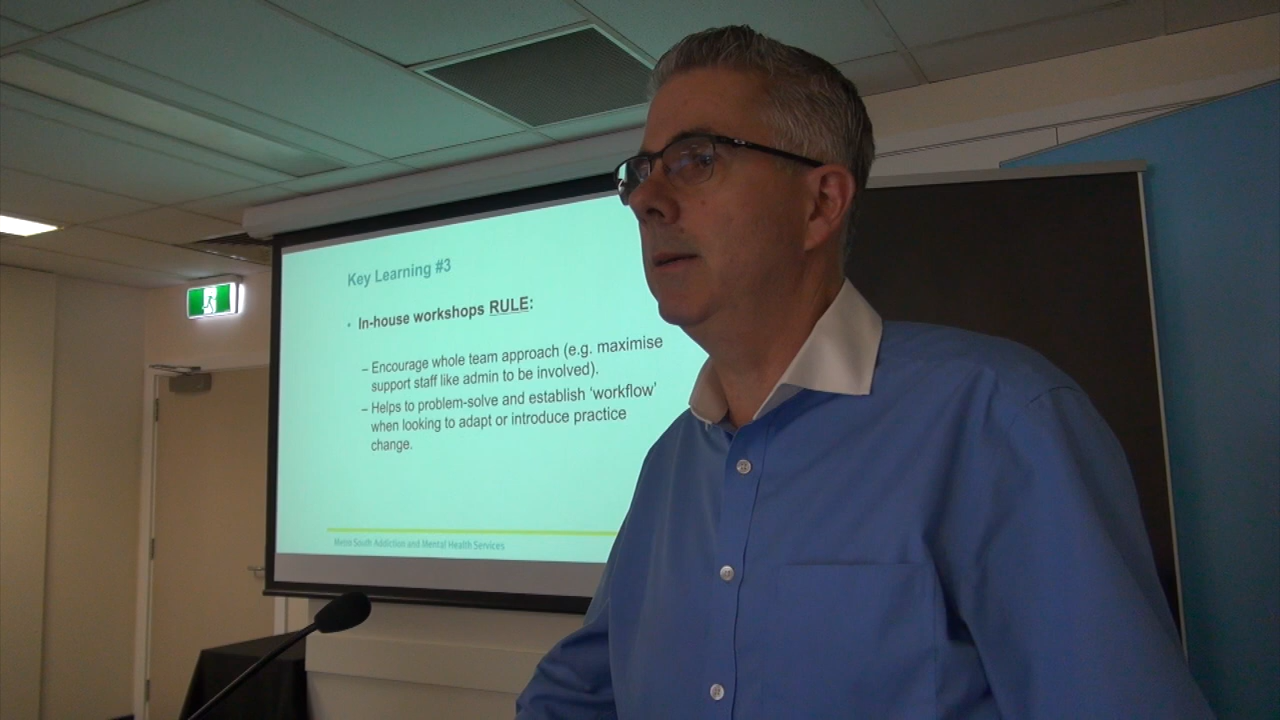 Key Learning #3
• In-house workshops RULE:
– Encourage whole team approach (e.g. maximise
support staff like admin to be involved).
– Helps to problem-solve and establish ‘workflow’
when looking to adapt or introduce practice
change.
Metro South Addiction and Mental Health Services